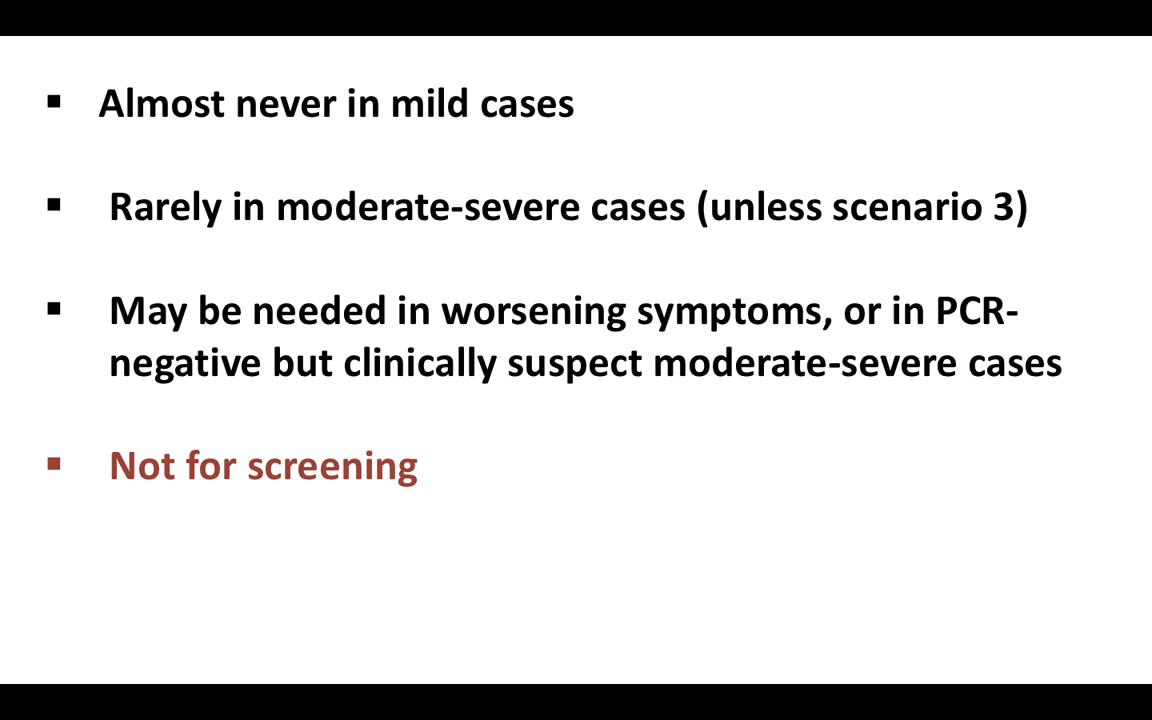 ▪ Almost never in mild cases
▪ Rarely in moderate-severe cases (unless scenario 3)
▪ May be needed in worsening symptoms, or in PCR-
negative but clinically suspect moderate-severe cases
▪ Not for screening